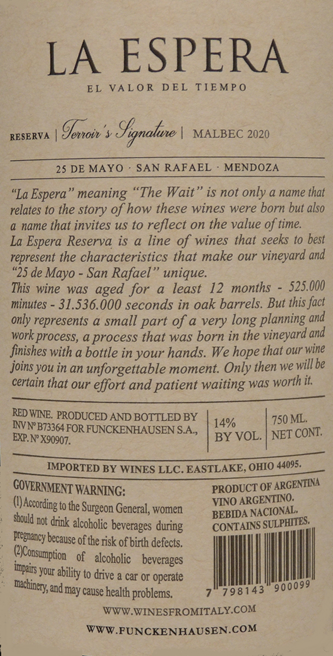 LA ESPERA
EL VALOR DEL TIEMPO
RESERVA | Terroir's Signature | MALBEC 2020
25 DE MAYO · SAN RAFAEL · MENDOZA
"La Espera" meaning "The Wait" is not only a name that
relates to the story of how these wines were born but also
a name that invites us to reflect on the value of time.
La Espera Reserva is a line of wines that seeks to best
represent the characteristics that make our vineyard and
"25 de Mayo - San Rafael" unique.
This wine was aged for a least 12 months - 525.000
minutes - 31.536.000 seconds in oak barrels. But this fact
only represents a small part of a very long planning and
work process, a process that was born in the vineyard and
finishes with a bottle in your hands. We hope that our wine
joins you in an unforgettable moment. Only then we will be
certain that our effort and patient waiting was worth it.
RED WINE. PRODUCED AND BOTTLED BY
INV Nº B73364 FOR FUNCKENHAUSEN S.A.,
EXP. Nº X90907.
14%
BY VOL.
750 ML.
NET CONT.
IMPORTED BY WINES LLC. EASTLAKE, OHIO 44095.
GOVERNMENT WARNING:
(1) According to the Surgeon General, women
should not drink alcoholic beverages during
pregnancy because of the risk of birth defects.
(2)Consumption of alcoholic beverages
impairs your ability to drive a car or operate
machinery, and may cause health problems.
PRODUCT OF ARGENTINA
VINO ARGENTINO.
BEBIDA NACIONAL.
CONTAINS SULPHITES.
7 798143 900099
WWW.WINESFROMITALY.COM
WWW.FUNCKENHAUSEN.COM